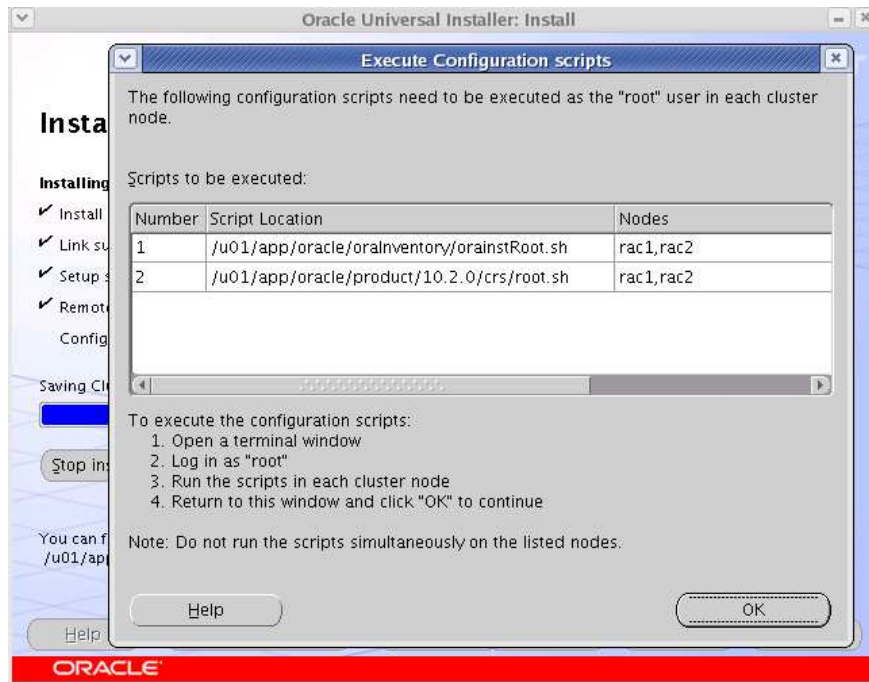 Oracle Universal Installer: Install
Execute Configuration scripts
The following configuration scripts need to be executed as the "root" user in each cluster
node.
Scripts to be executed:
Number Script Location Nodes
1 /u01/app/oracle/oraInventory/orainstRoot.sh rac1,rac2
2 /u01/app/oracle/product/10.2.0/crs/root.sh rac1,rac2
To execute the configuration scripts:
1. Open a terminal window
2. Log in as "root"
3. Run the scripts in each cluster node
4. Return to this window and click "OK" to continue
Note: Do not run the scripts simultaneously on the listed nodes.
Help OK
Insta
Installing
Install
Link su
Setup s
Remote
Config
Saving Clu
Stop ins
You can f
/u01/app
Help
ORACLE